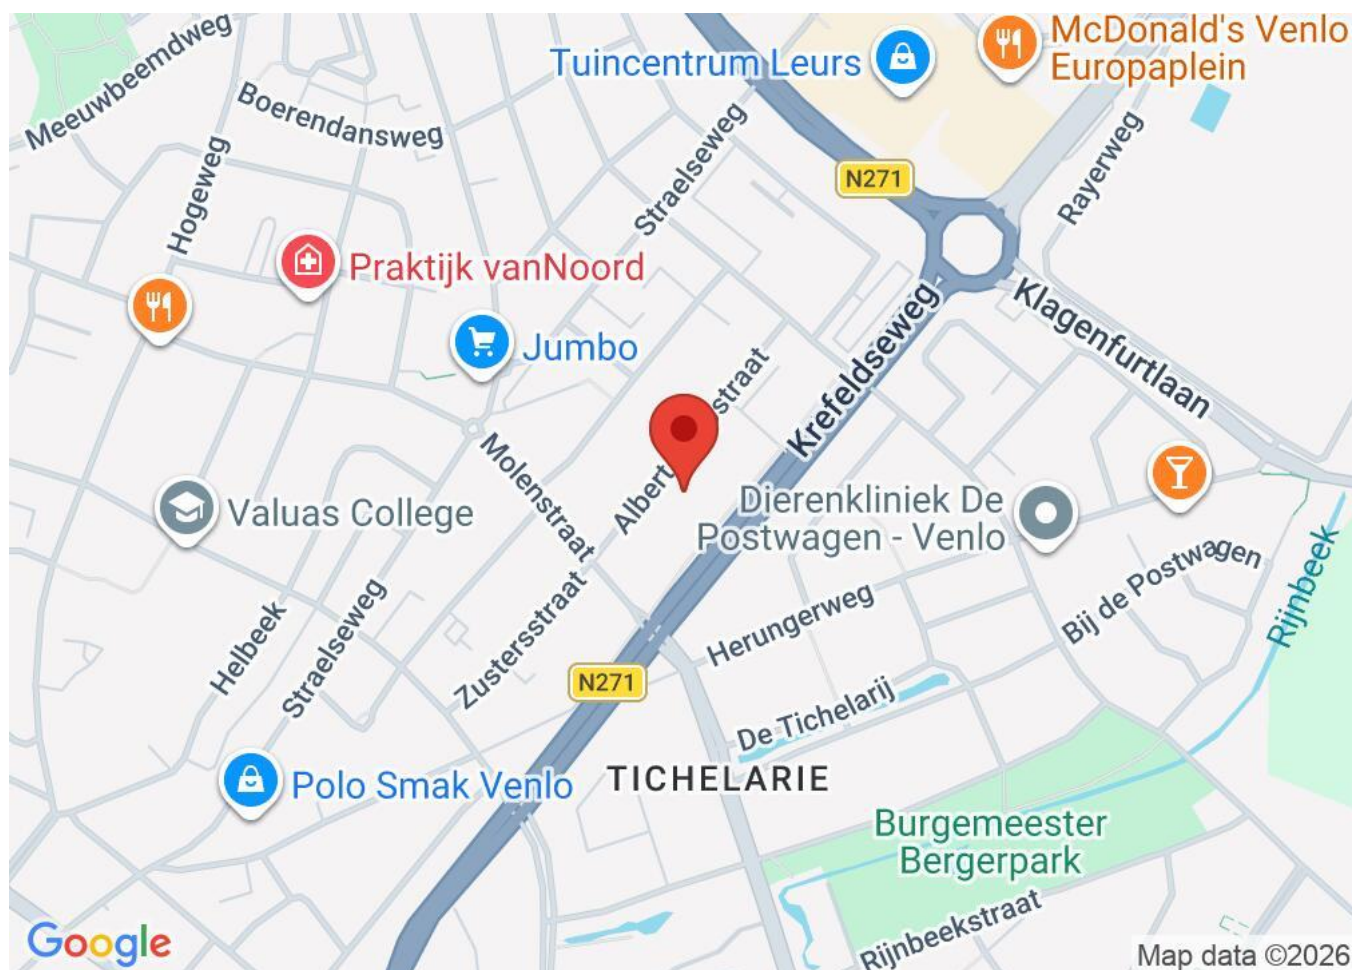 McDonald's Venlo
Europaplein
Tuincentrum Leurs
Meeuwbeemdweg
Boerendansweg
Hogeweg
Straelseweg
N271
Rayerweg
Praktijk vanNoord
Klagenfurtlaan
Jumbo
Krefeldseweg
Albert
straat
Molenstraat
Valuas College
Dierenkliniek De
Postwagen - Venlo
Bij de Postwagen
Rijnbeek
Helbeek
Straelseweg
Zustersstraat
Herungerweg
N271
De Tichelarij
Polo Smak Venlo
TICHELARIE
Burgemeester
Bergerpark
Rijnbeekstraat
Google
Map data ©2026